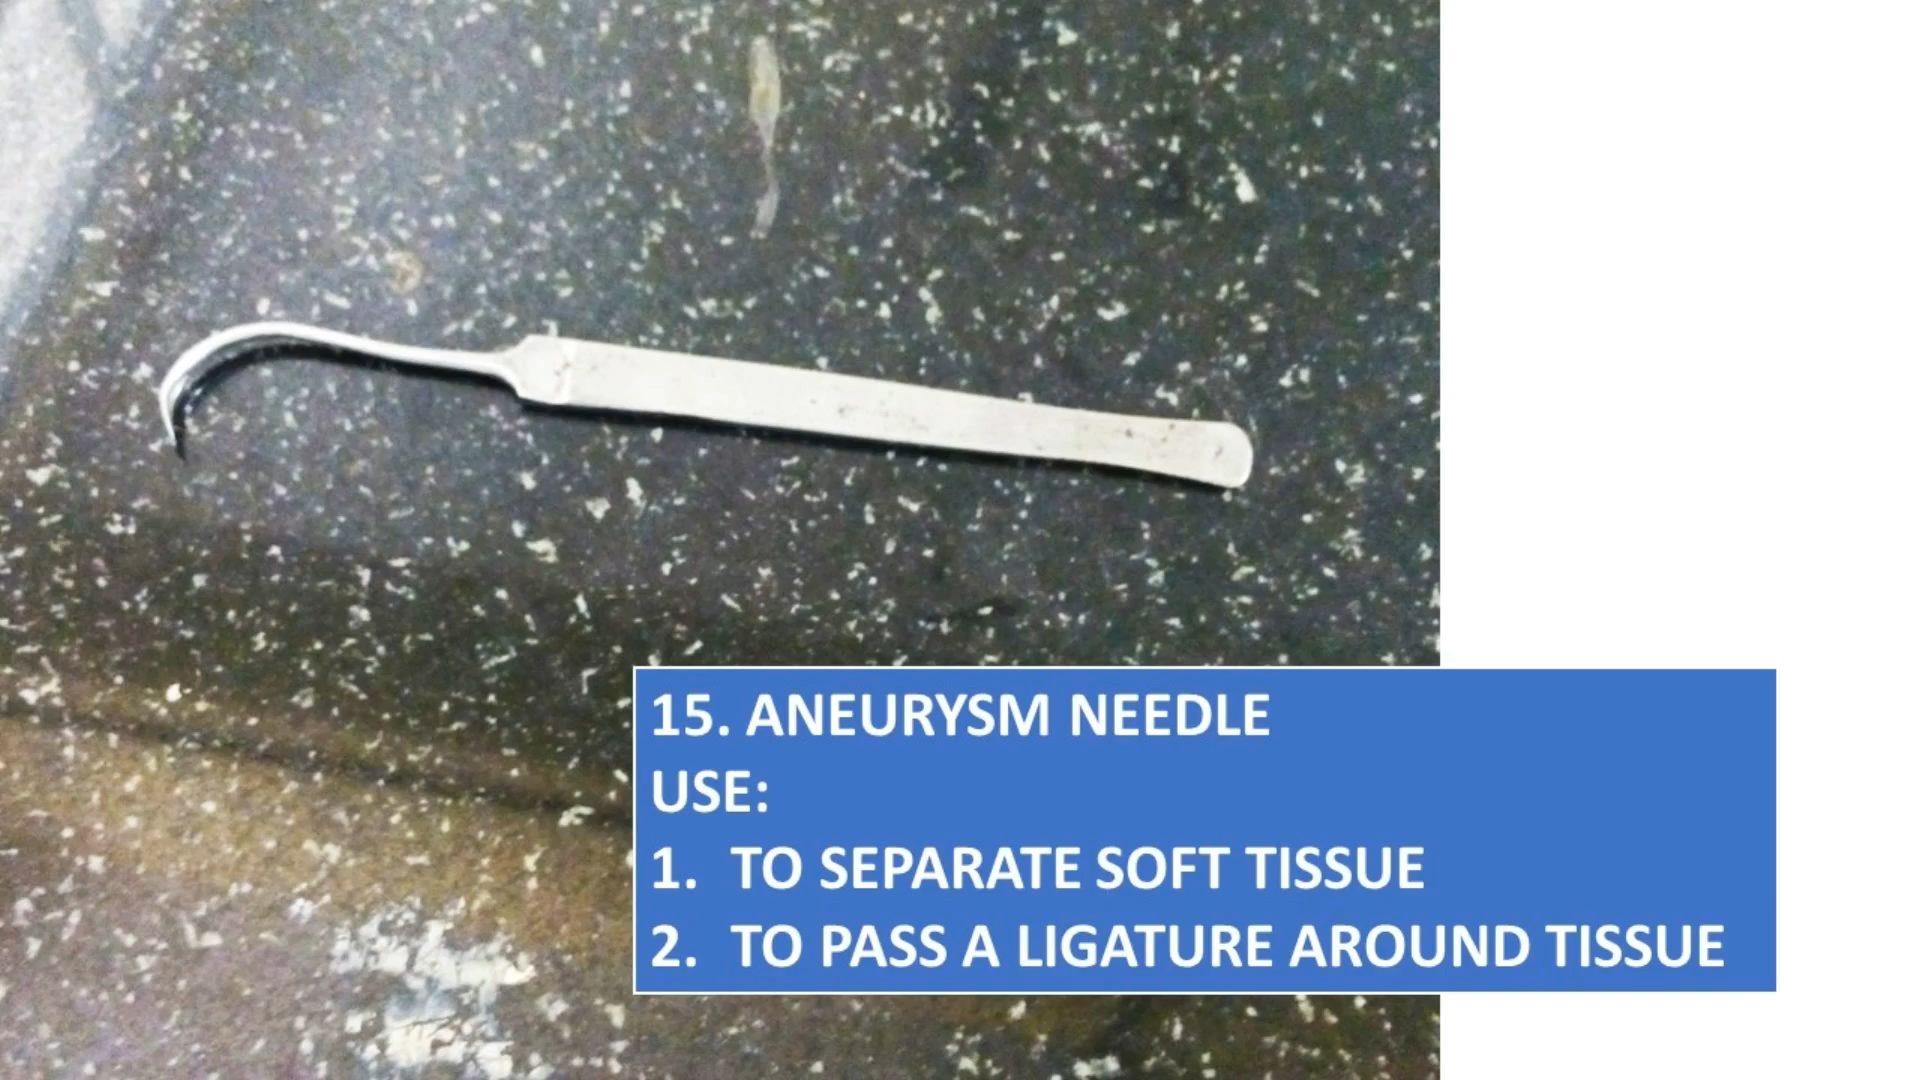 15. ANEURYSM NEEDLE
USE:
1. TO SEPARATE SOFT TISSUE
2. TO PASS A LIGATURE AROUND TISSUE